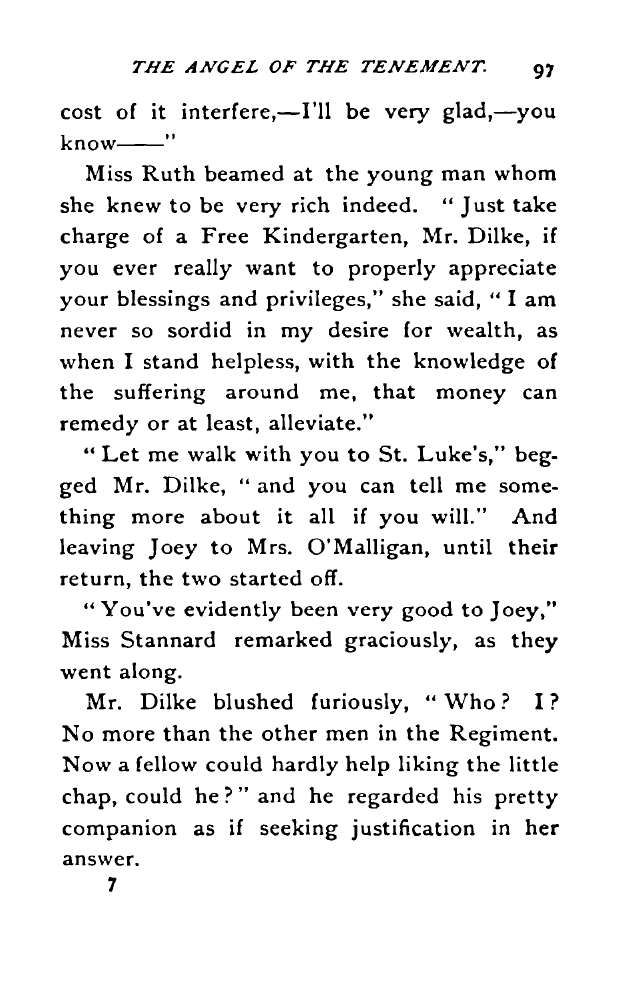 THE ANGEL OF THE TENEMENT. 97
cost of it interfere,—I'll be very glad,—you
know——"
Miss Ruth beamed at the young man whom
she knew to be very rich indeed. "Just take
charge of a Free Kindergarten, Mr. Dilke, if
you ever really want to properly appreciate
your blessings and privileges," she said, "I am
never so sordid in my desire for wealth, as
when I stand helpless, with the knowledge of
the suffering around me, that money can
remedy or at least, alleviate."
"Let me walk with you to St. Luke's," beg-
ged Mr. Dilke, "and you can tell me some-
thing more about it all if you will." And
leaving Joey to Mrs. O'Malligan, until their
return, the two started off.
"You've evidently been very good to Joey,"
Miss Stannard remarked graciously, as they
went along.
Mr. Dilke blushed furiously, "Who? I?
No more than the other men in the Regiment.
Now a fellow could hardly help liking the little
chap, could he?" and he regarded his pretty
companion as if seeking justification in her
answer.
7